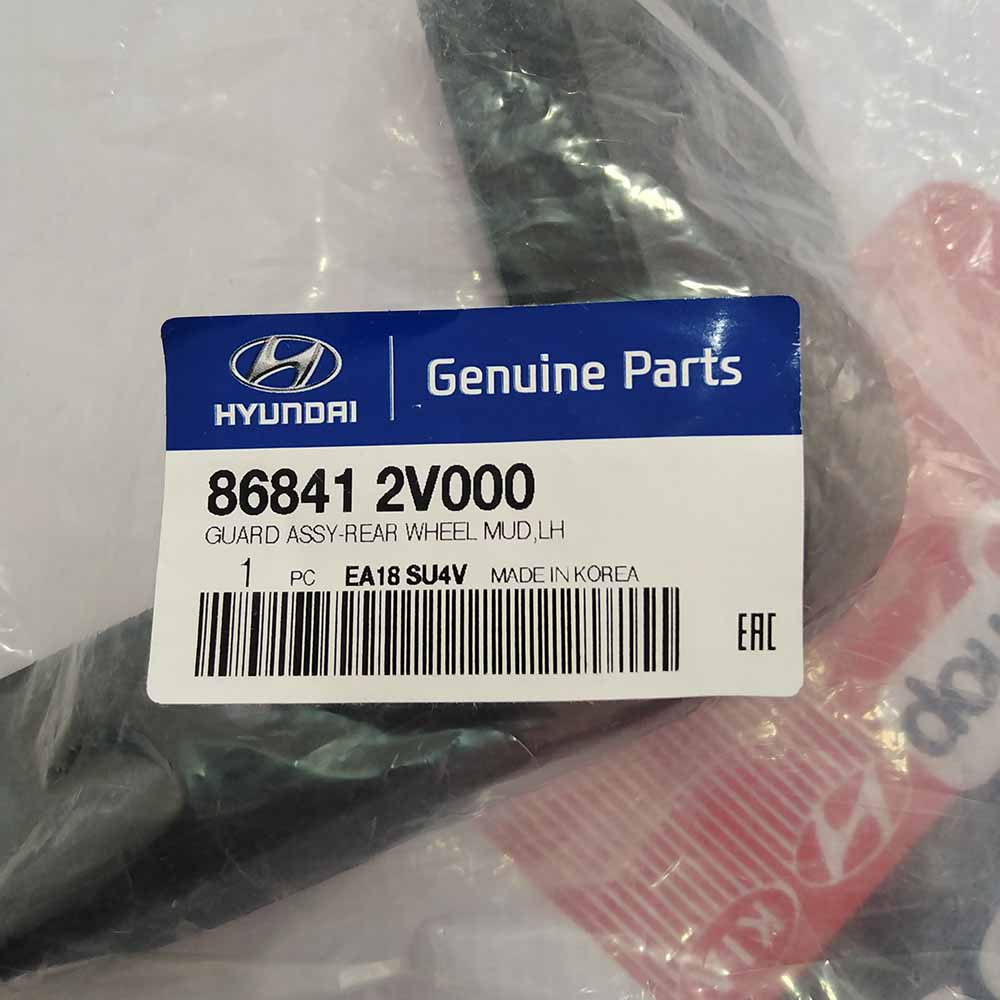 HYUNDAI
Genuine Parts
86841 2V000
GUARD ASSY-REAR WHEEL MUD,LH
1 PC EA18 SU4V MADE IN KOREA
EAC